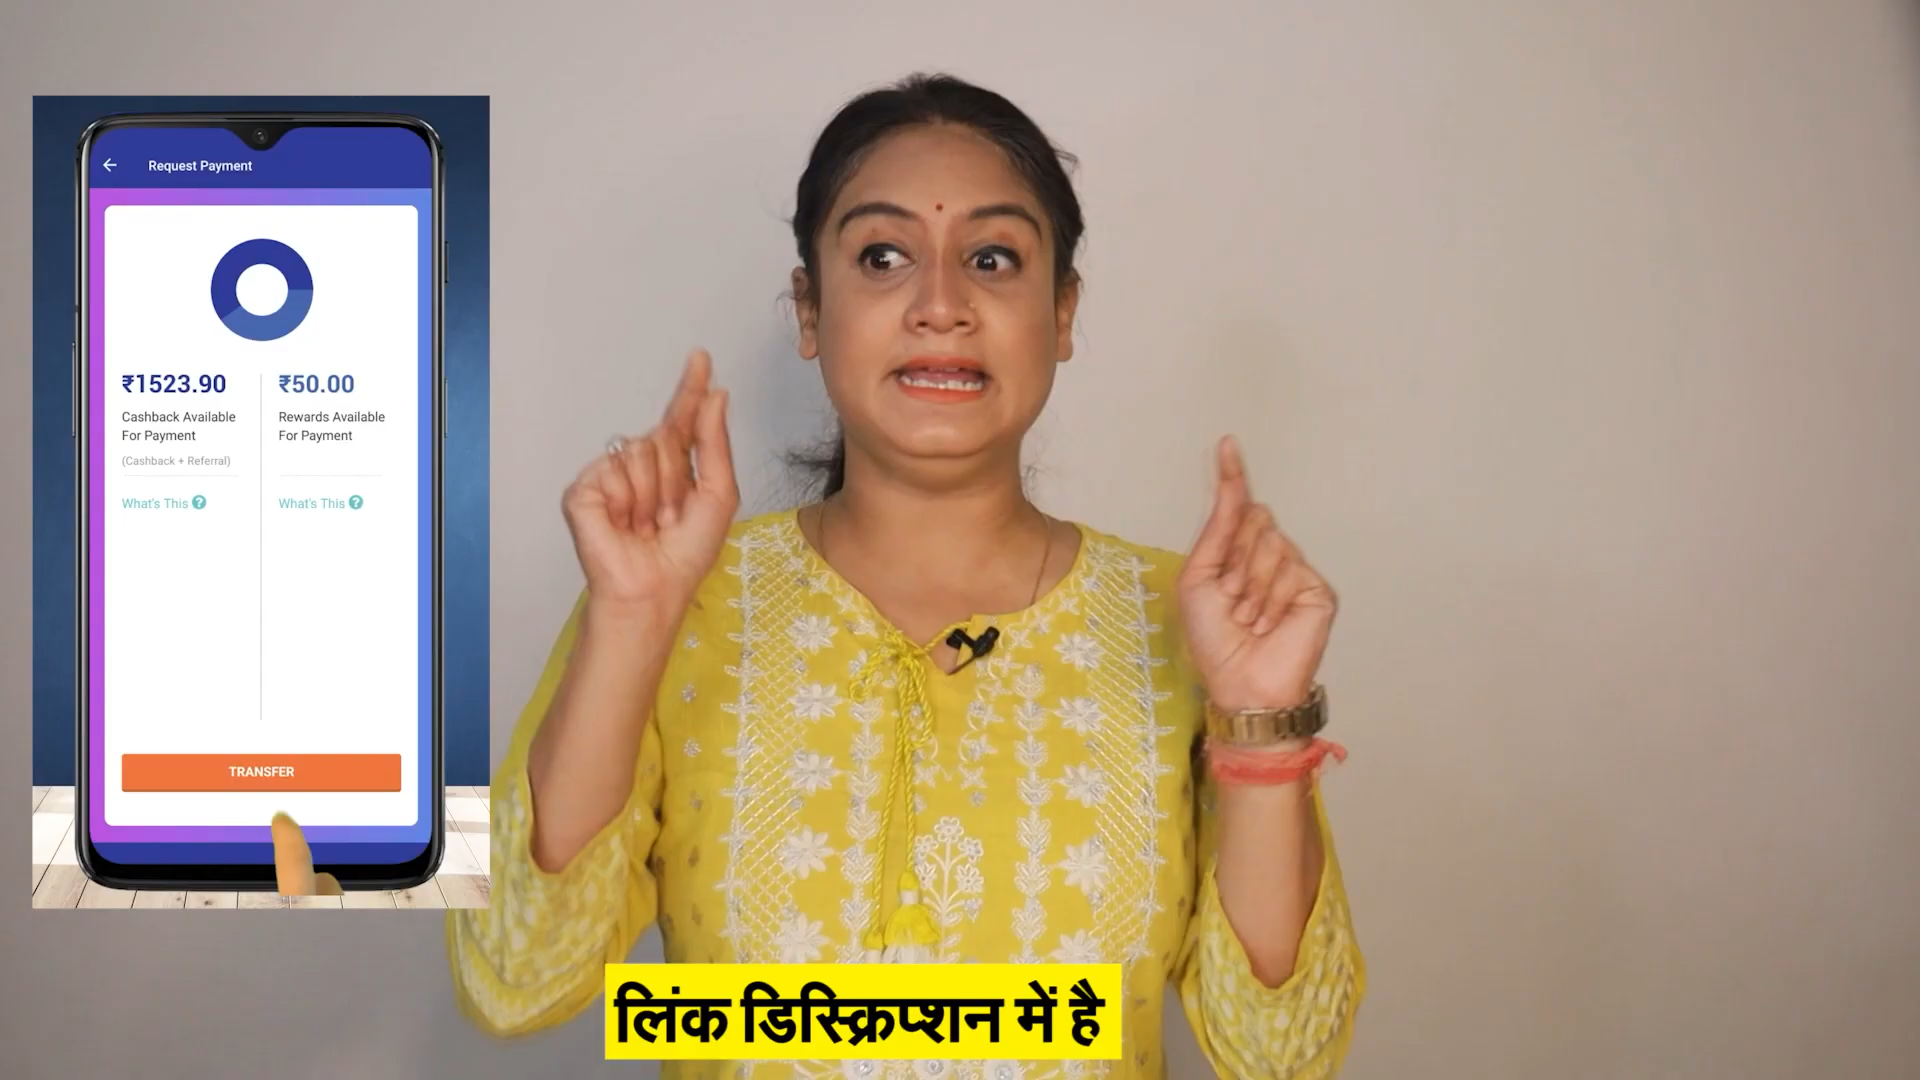 Request Payment
₹1523.90
Cashback Available
For Payment
(Cashback + Referral)
What's This ?
₹50.00
Rewards Available
For Payment
What's This ?
TRANSFER
लिंक डिस्क्रिप्शन में है